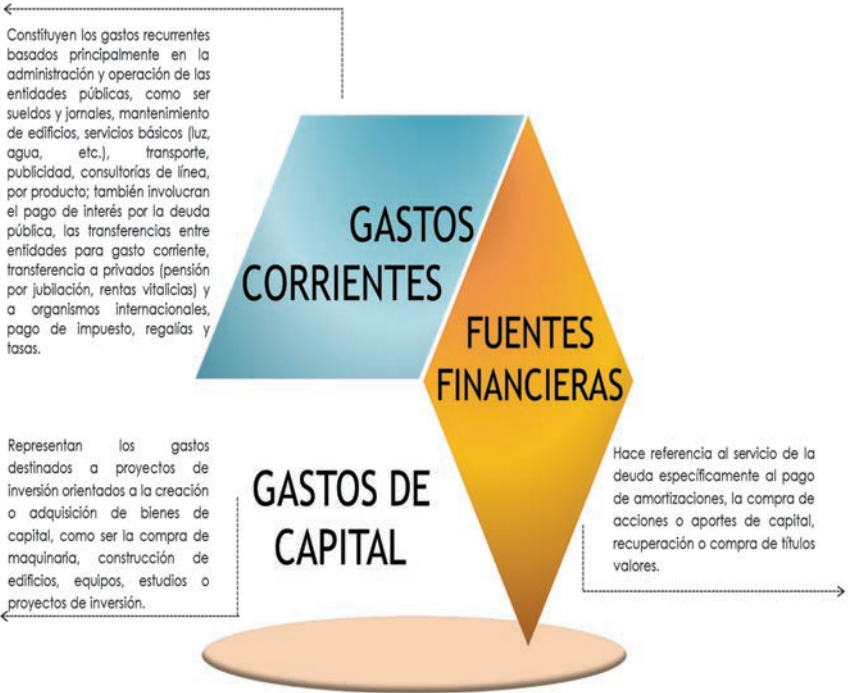 Constituyen los gastos recurrentes
basados principalmente en la
administración y operación de las
entidades públicas, como ser
sueldos y jornales, mantenimiento
de edificios, servicios básicos (luz,
agua, etc.), transporte,
publicidad, consultorías de línea,
por producto; también involucran
el pago de interés por la deuda
pública, las transferencias entre
entidades para gasto corriente,
transferencia a privados (pensión
por jubilación, rentas vitalicias) y
a organismos internacionales,
pago de impuesto, regalías y
tasas.
GASTOS
CORRIENTES
FUENTES
FINANCIERAS
Representan los gastos
destinados a proyectos de
inversión orientados a la creación
o adquisición de bienes de
capital, como ser la compra de
maquinaria, construcción de
edificios, equipos, estudios o
proyectos de inversión.
GASTOS DE
CAPITAL
Hace referencia al servicio de la
deuda específicamente al pago
de amortizaciones, la compra de
acciones o aportes de capital,
recuperación o compra de títulos
valores.